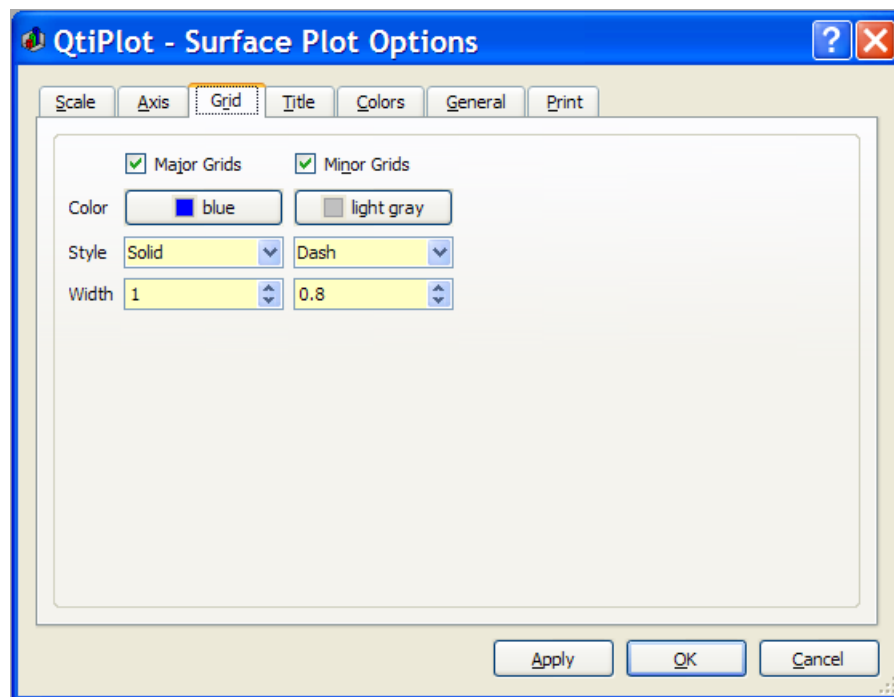 QtiPlot - Surface Plot Options
?
Scale Axis Grid Title Colors General Print
Major Grids Minor Grids
Color blue light gray
Style Solid Dash
Width 1 0.8
Apply OK Cancel